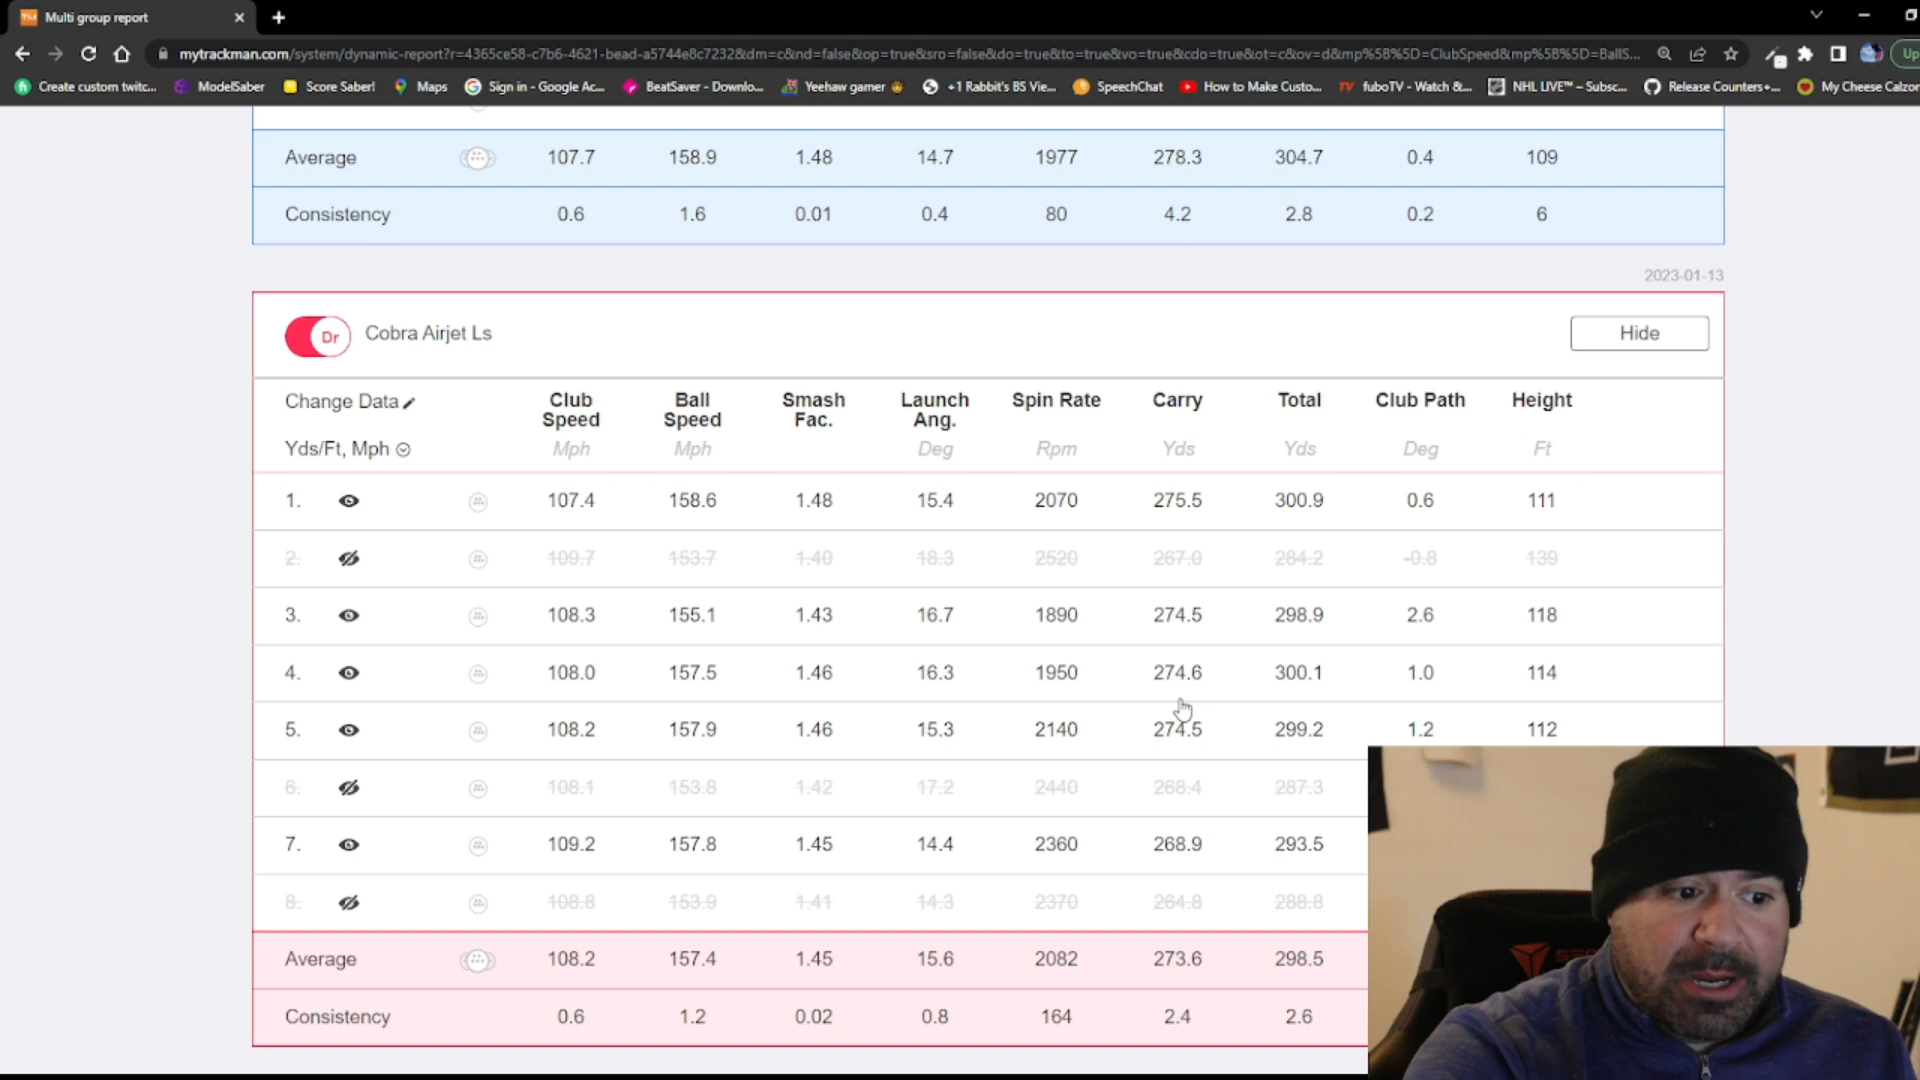 Multi group report
mytrackman.com/system/dynamic-report?r=4365ce58-c7b6-4621-bead-a5744e8c7232&dm=c&nd=false&op=true&sro=false&do=true&to=true&vo=true&cdo=true&ot=c&ov=d&mp%5B%5D=ClubSpeed&mp%5B%5D=BallS...
Create custom twitc... ModelSaber Score Saber! Maps Sign in - Google Ac... BeatSaver - Downlo... Yeehaw gamer +1 Rabbit's BS Vie... SpeechChat How to Make Custo... fuboTV - Watch &... NHL LIVE™ – Subsc... Release Counters+... My Cheese Calzor
Average 107.7 158.9 1.48 14.7 1977 278.3 304.7 0.4 109
Consistency 0.6 1.6 0.01 0.4 80 4.2 2.8 0.2 6
2023-01-13
Dr Cobra Airjet Ls Hide
Change Data Club Speed Ball Speed Smash Fac. Launch Ang. Spin Rate Carry Total Club Path Height
Yds/Ft, Mph Mph Mph Deg Rpm Yds Yds Deg Ft
1. 107.4 158.6 1.48 15.4 2070 275.5 300.9 0.6 111
2. 109.7 153.7 1.40 18.3 2520 267.0 284.2 -0.8 139
3. 108.3 155.1 1.43 16.7 1890 274.5 298.9 2.6 118
4. 108.0 157.5 1.46 16.3 1950 274.6 300.1 1.0 114
5. 108.2 157.9 1.46 15.3 2140 274.5 299.2 1.2 112
6. 108.1 153.8 1.42 17.2 2440 268.4 287.3
7. 109.2 157.8 1.45 14.4 2360 268.9 293.5
8. 108.8 153.9 1.41 14.3 2370 264.8 288.8
Average 108.2 157.4 1.45 15.6 2082 273.6 298.5
Consistency 0.6 1.2 0.02 0.8 164 2.4 2.6